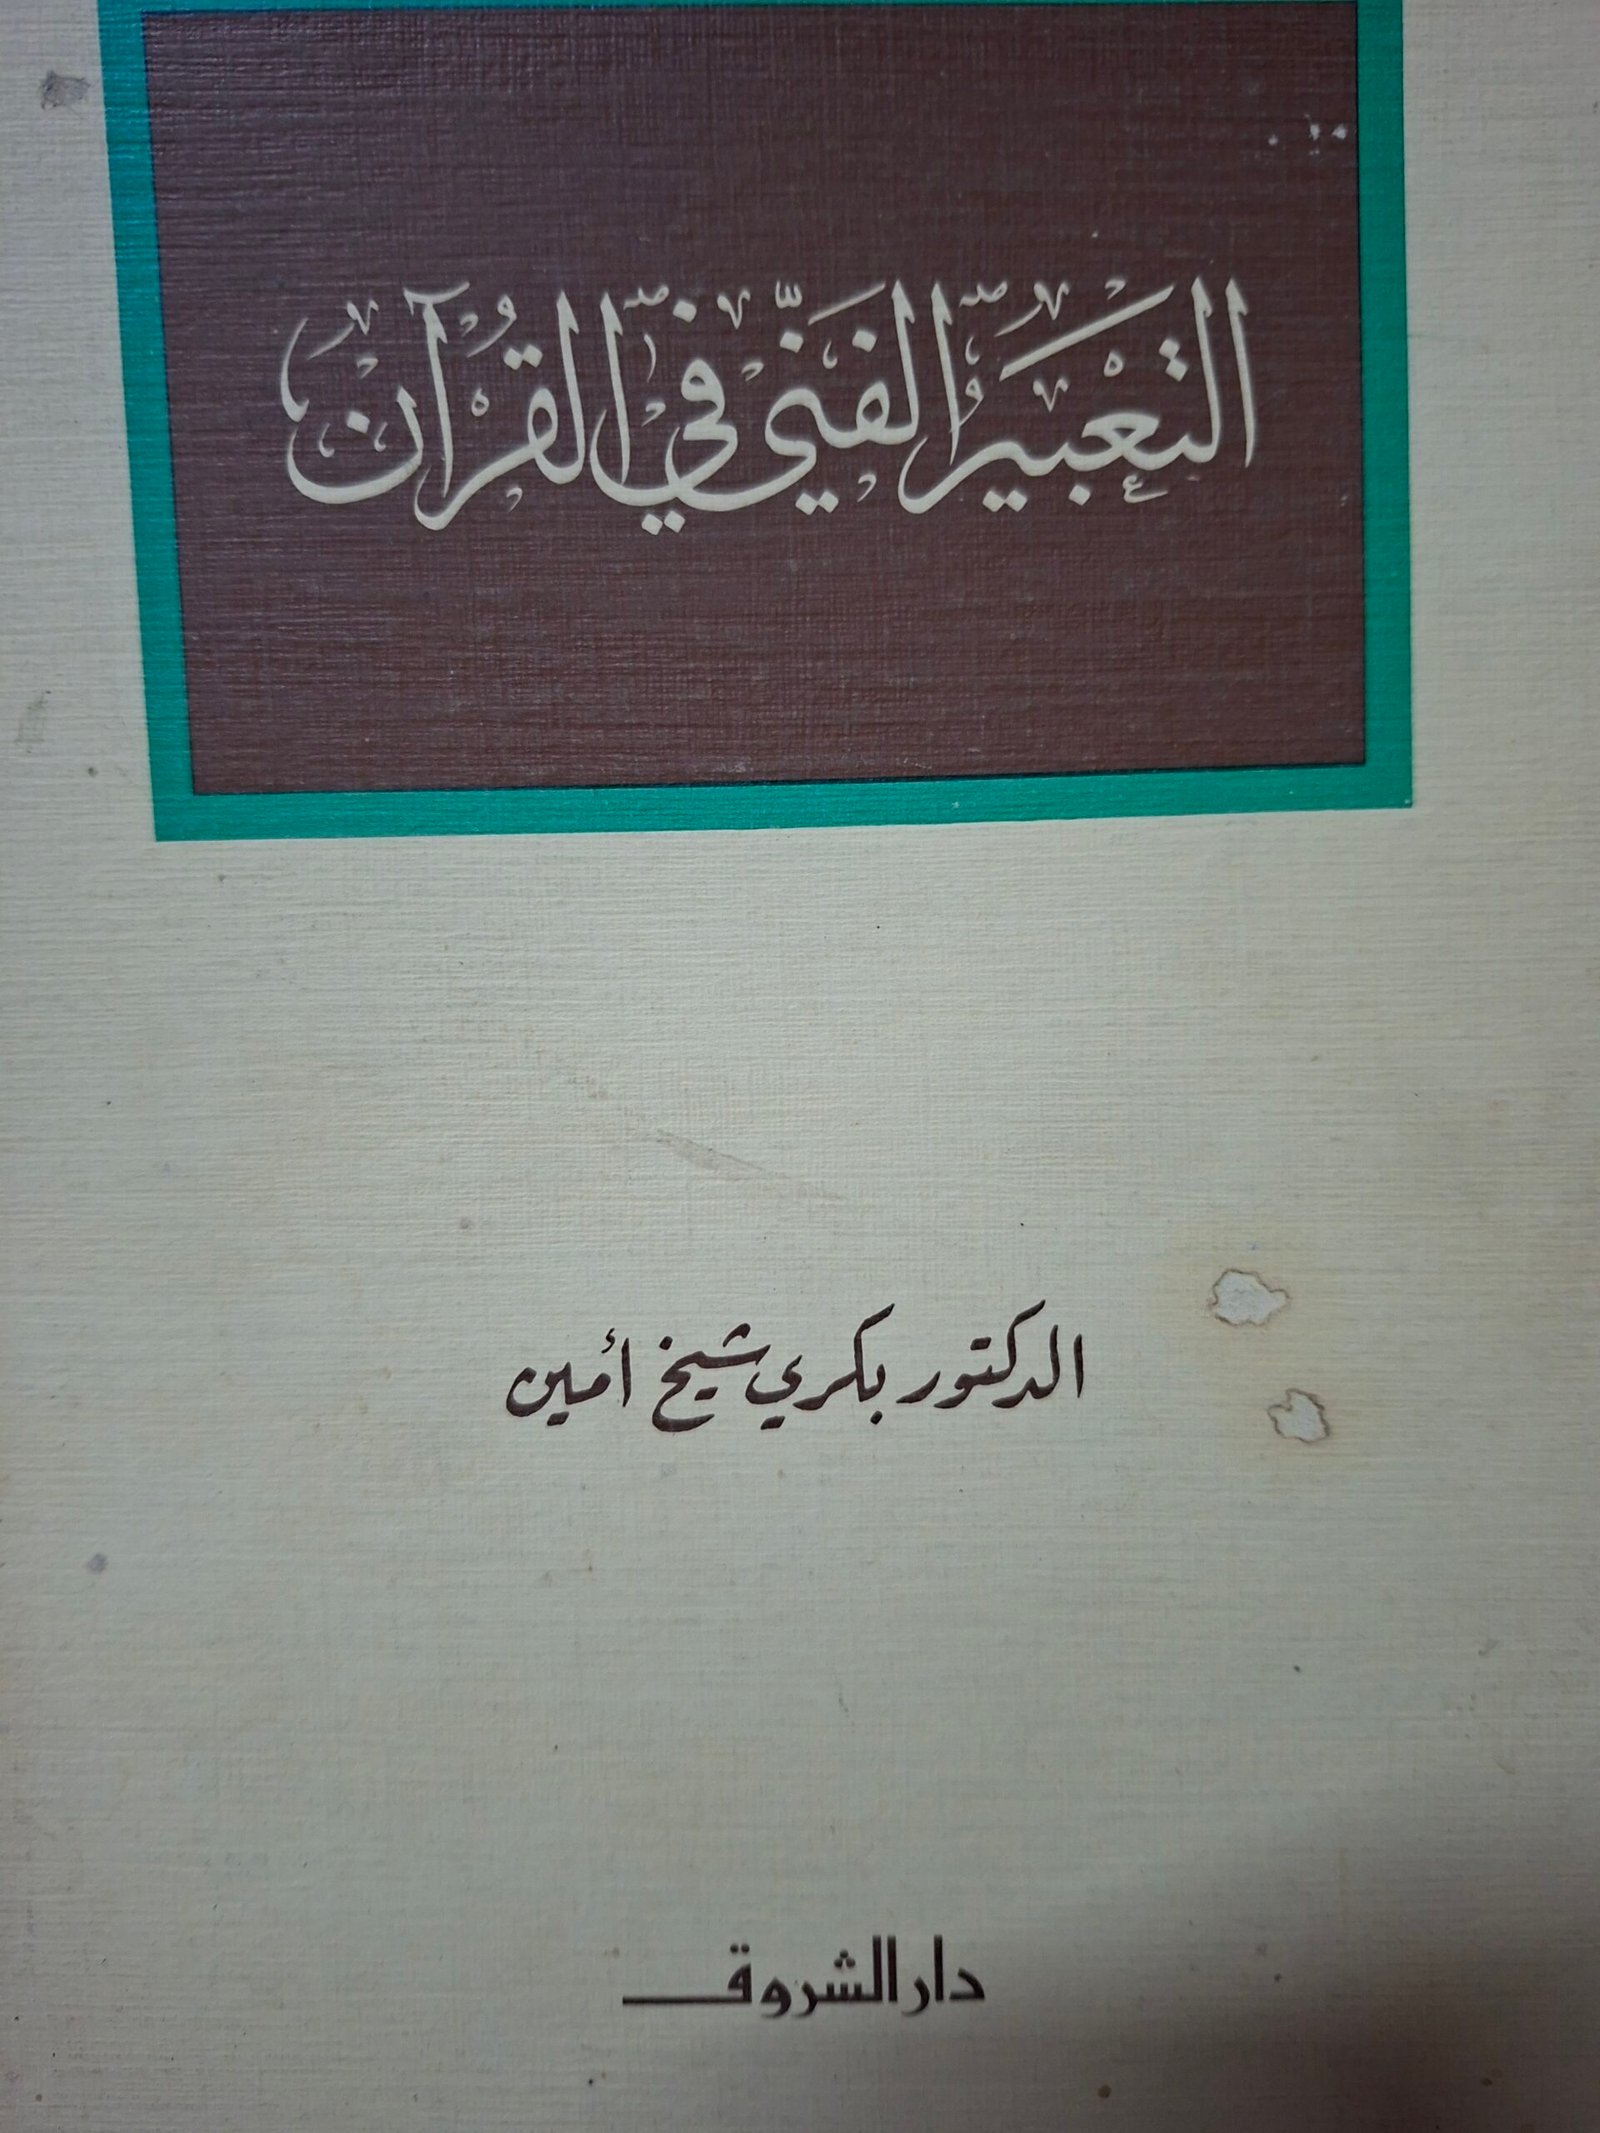 التعبير الفني في القرآن
الدكتور بكري شيخ أمين
دار الشروق